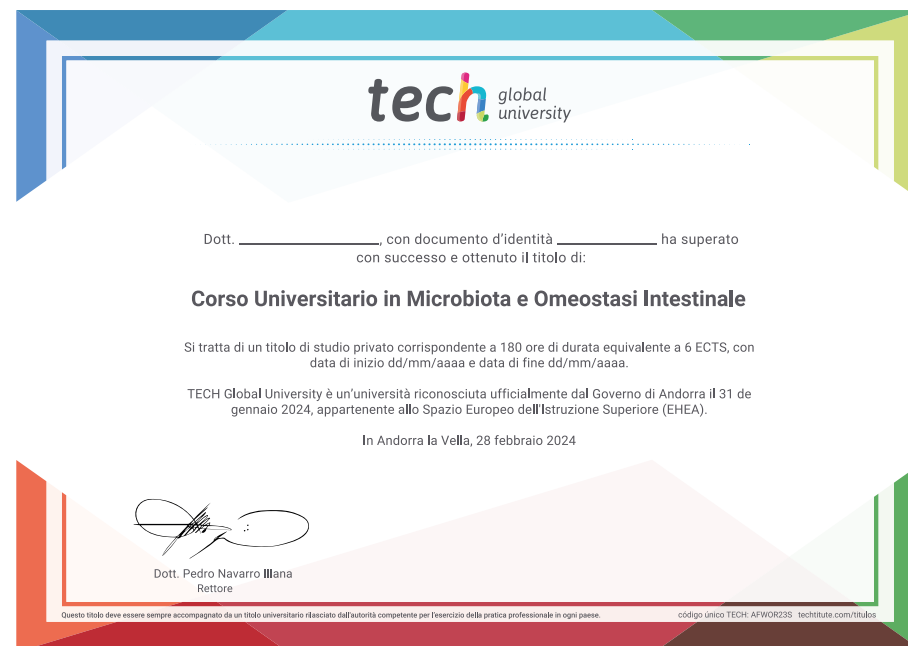 tech global university
Dott. ____________, con documento d'identità ____________ ha superato
con successo e ottenuto il titolo di:
Corso Universitario in Microbiota e Omeostasi Intestinale
Si tratta di un titolo di studio privato corrispondente a 180 ore di durata equivalente a 6 ECTS, con
data di inizio dd/mm/aaaa e data di fine dd/mm/aaaa.
TECH Global University è un'università riconosciuta ufficialmente dal Governo di Andorra il 31 de
gennaio 2024, appartenente allo Spazio Europeo dell'Istruzione Superiore (EHEA).
In Andorra la Vella, 28 febbraio 2024
Dott. Pedro Navarro Illana
Rettore
Questo titolo deve essere sempre accompagnato da un titolo universitario rilasciato dall'autorità competente per l'esercizio della pratica professionale in ogni paese.
código único TECH: AFWOR23S techtitute.com/titulos